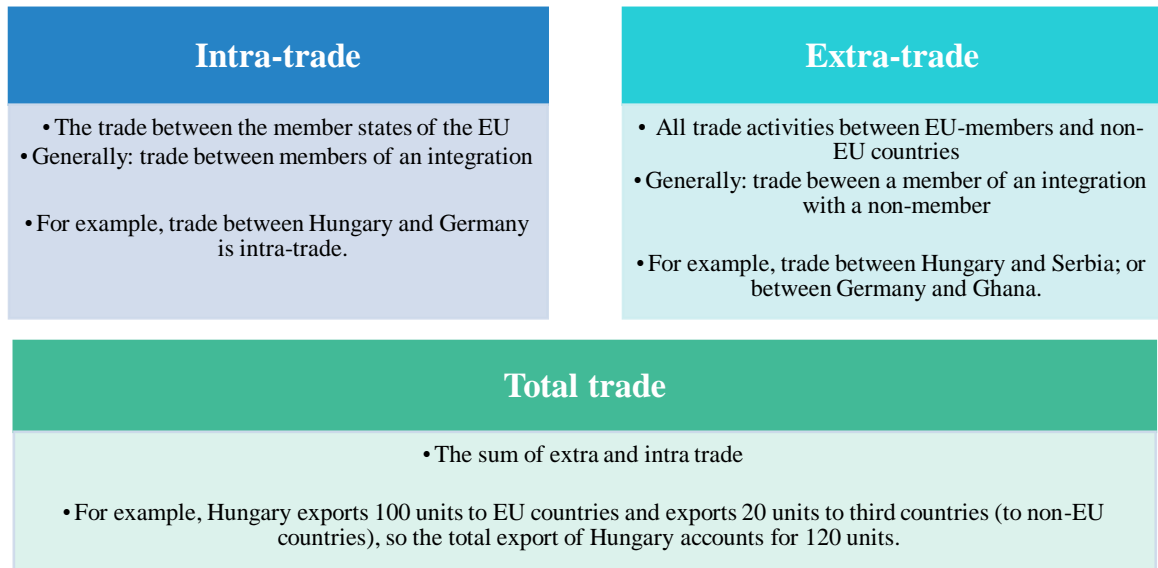 Intra-trade
• The trade between the member states of the EU
• Generally: trade between members of an integration
• For example, trade between Hungary and Germany
is intra-trade.
Extra-trade
• All trade activities between EU-members and non-
EU countries
• Generally: trade beween a member of an integration
with a non-member
• For example, trade between Hungary and Serbia; or
between Germany and Ghana.
Total trade
• The sum of extra and intra trade
• For example, Hungary exports 100 units to EU countries and exports 20 units to third countries (to non-EU
countries), so the total export of Hungary accounts for 120 units.